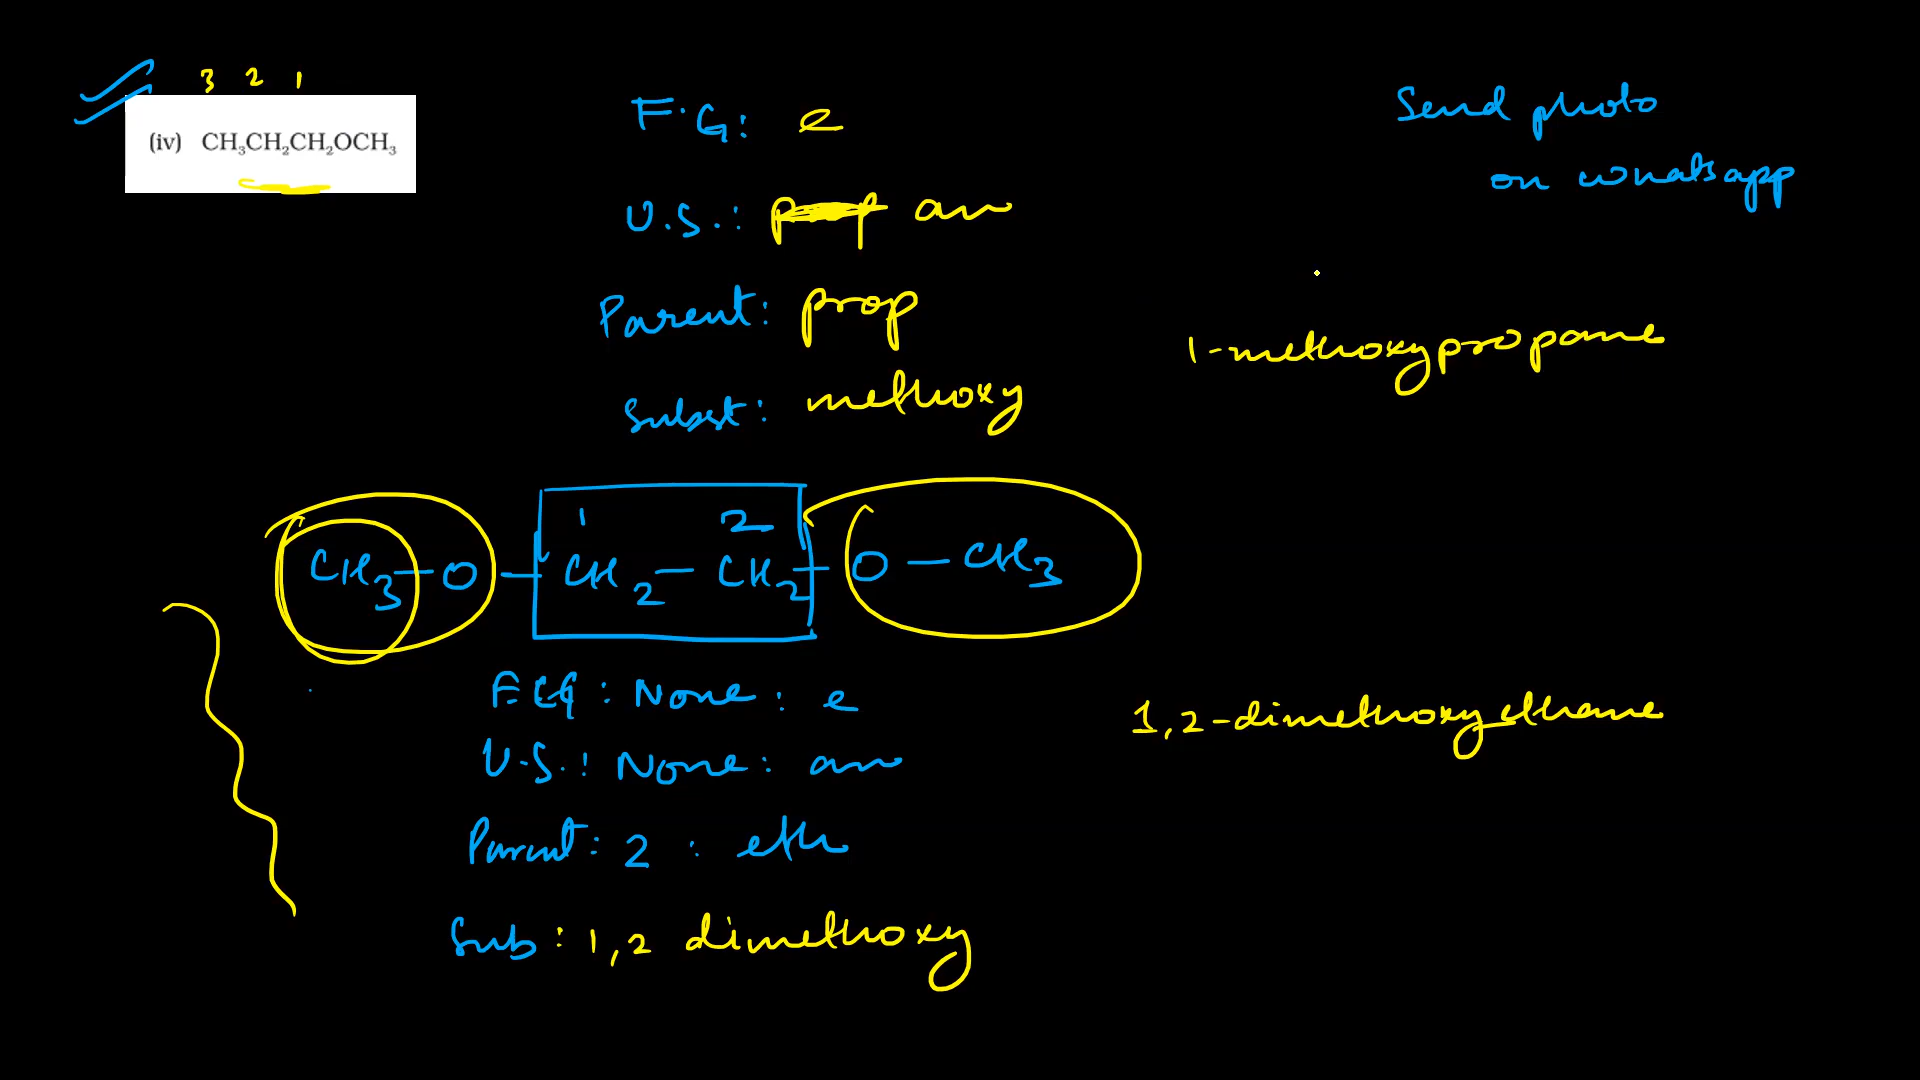 3 2 1
(iv) CH₃CH₂CH₂OCH₃
F.G: e
U.S.: an
Parent: prop
Subst: methoxy
Send photo
on whatsapp
1-methoxypropane
1 2
CH₃-O-CH₂-CH₂-O-CH₃
F.G: None: e
U.S.: None: an
Parent: 2 : eth
Sub: 1,2 dimethoxy
1,2-dimethoxyethane